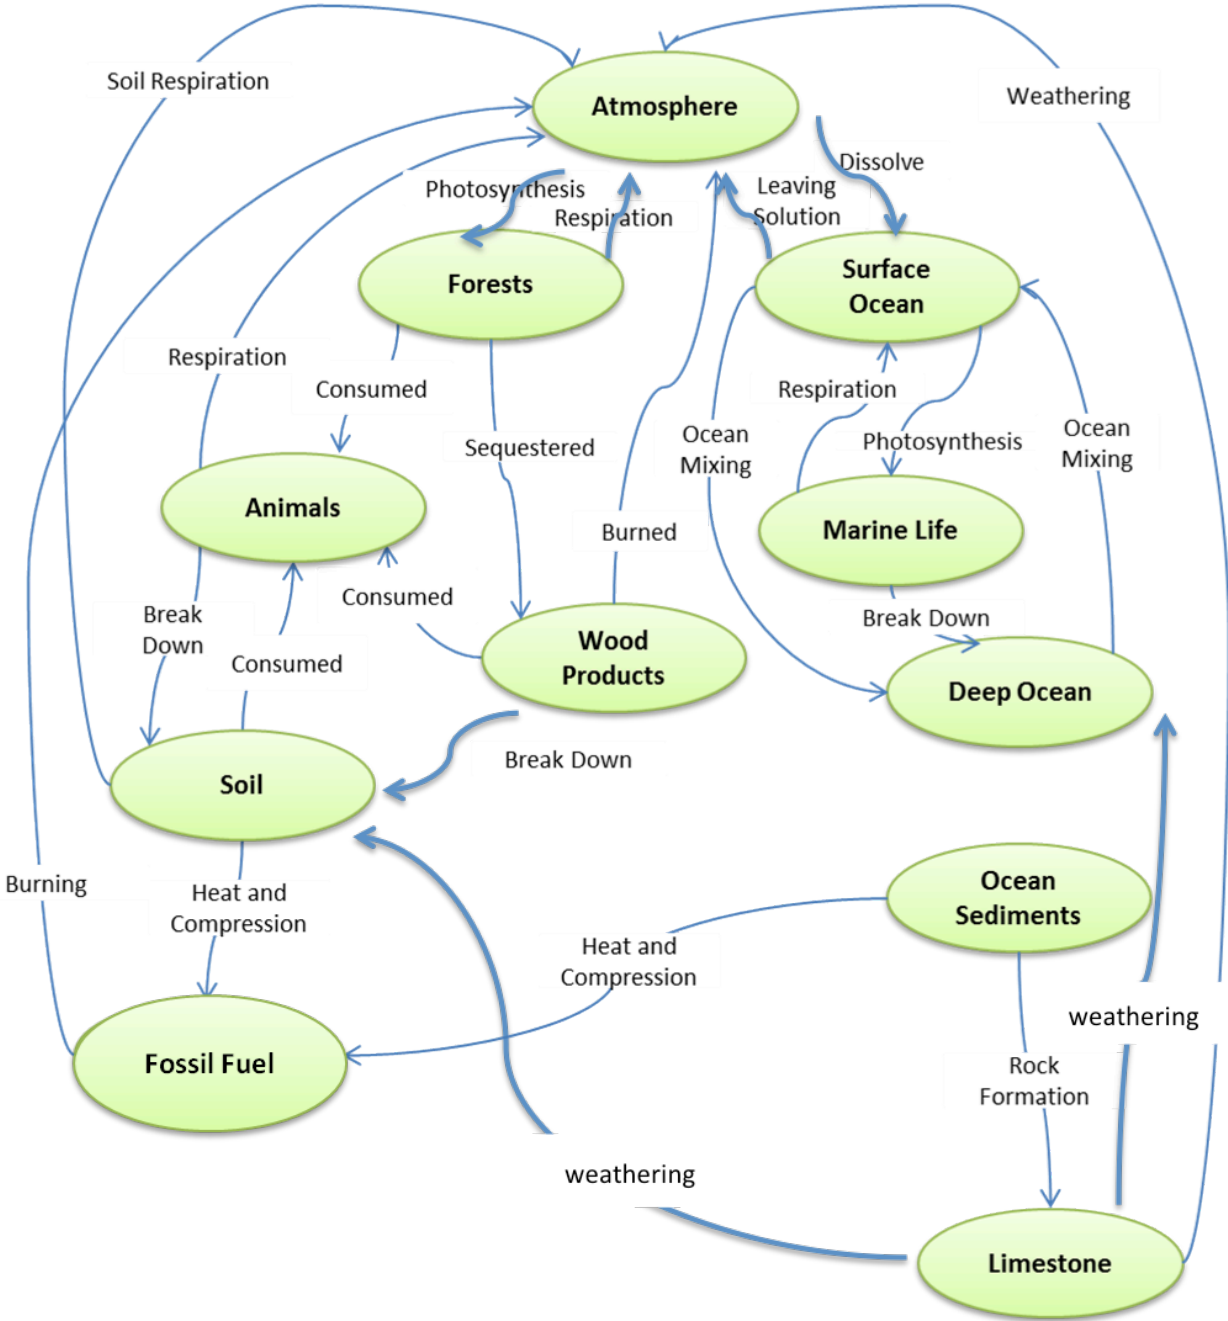 Soil Respiration
Atmosphere
Weathering
Dissolve
Photosynthesis
Leaving
Solution
Respiration
Forests
Surface
Ocean
Respiration
Consumed
Respiration
Sequestered
Ocean
Mixing
Photosynthesis
Ocean
Mixing
Animals
Burned
Marine Life
Consumed
Break
Down
Break Down
Consumed
Wood
Products
Deep Ocean
Soil
Break Down
Burning
Heat and
Compression
Ocean
Sediments
Heat and
Compression
weathering
Fossil Fuel
Rock
Formation
weathering
Limestone